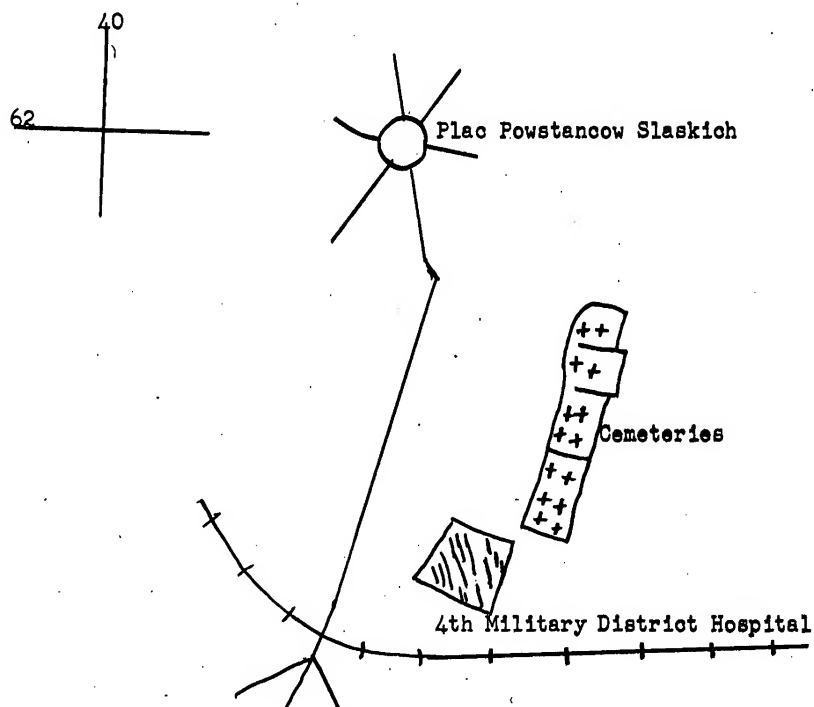 40
62
Plac Powstancow Slaskich
Cemeteries
4th Military District Hospital